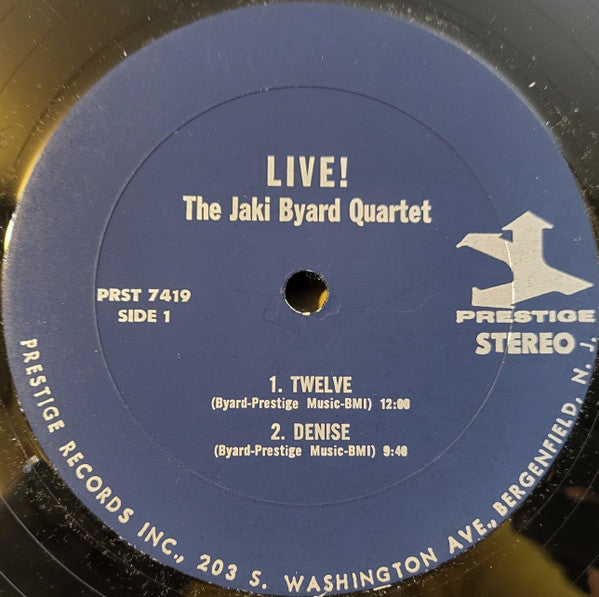 LIVE!
The Jaki Byard Quartet
PRST 7419
SIDE 1
PRESTIGE
STEREO
1. TWELVE
(Byard-Prestige Music-BMI) 12:00
2. DENISE
(Byard-Prestige Music-BMI) 9:40
PRESTIGE RECORDS INC., 203 S. WASHINGTON AVE., BERGENFIELD, N. J.